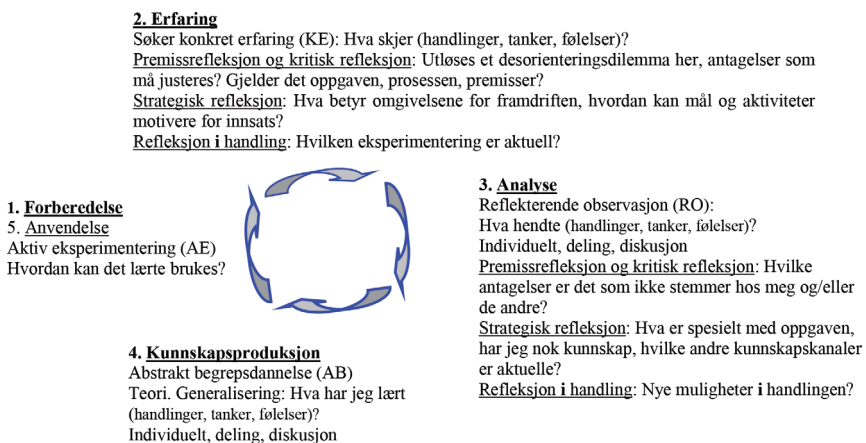 2. Erfaring
Søker konkret erfaring (KE): Hva skjer (handlinger, tanker, følelser)?
Premissrefleksjon og kritisk refleksjon: Utløses et desorienteringsdilemma her, antagelser som
må justeres? Gjelder det oppgaven, prosessen, premisser?
Strategisk refleksjon: Hva betyr omgivelsene for framdriften, hvordan kan mål og aktiviteter
motivere for innsats?
Refleksjon i handling: Hvilken eksperimentering er aktuell?
1. Forberedelse
5. Anvendelse
Aktiv eksperimentering (AE)
Hvordan kan det lærte brukes?
3. Analyse
Reflekterende observasjon (RO):
Hva hendte (handlinger, tanker, følelser)?
Individuelt, deling, diskusjon
Premissrefleksjon og kritisk refleksjon: Hvilke
antagelser er det som ikke stemmer hos meg og/eller
de andre?
Strategisk refleksjon: Hva er spesielt med oppgaven,
har jeg nok kunnskap, hvilke andre kunnskapskanaler
er aktuelle?
Refleksjon i handling: Nye muligheter i handlingen?
4. Kunnskapsproduksjon
Abstrakt begrepsdannelse (AB)
Teori. Generalisering: Hva har jeg lært
(handlinger, tanker, følelser)?
Individuelt, deling, diskusjon